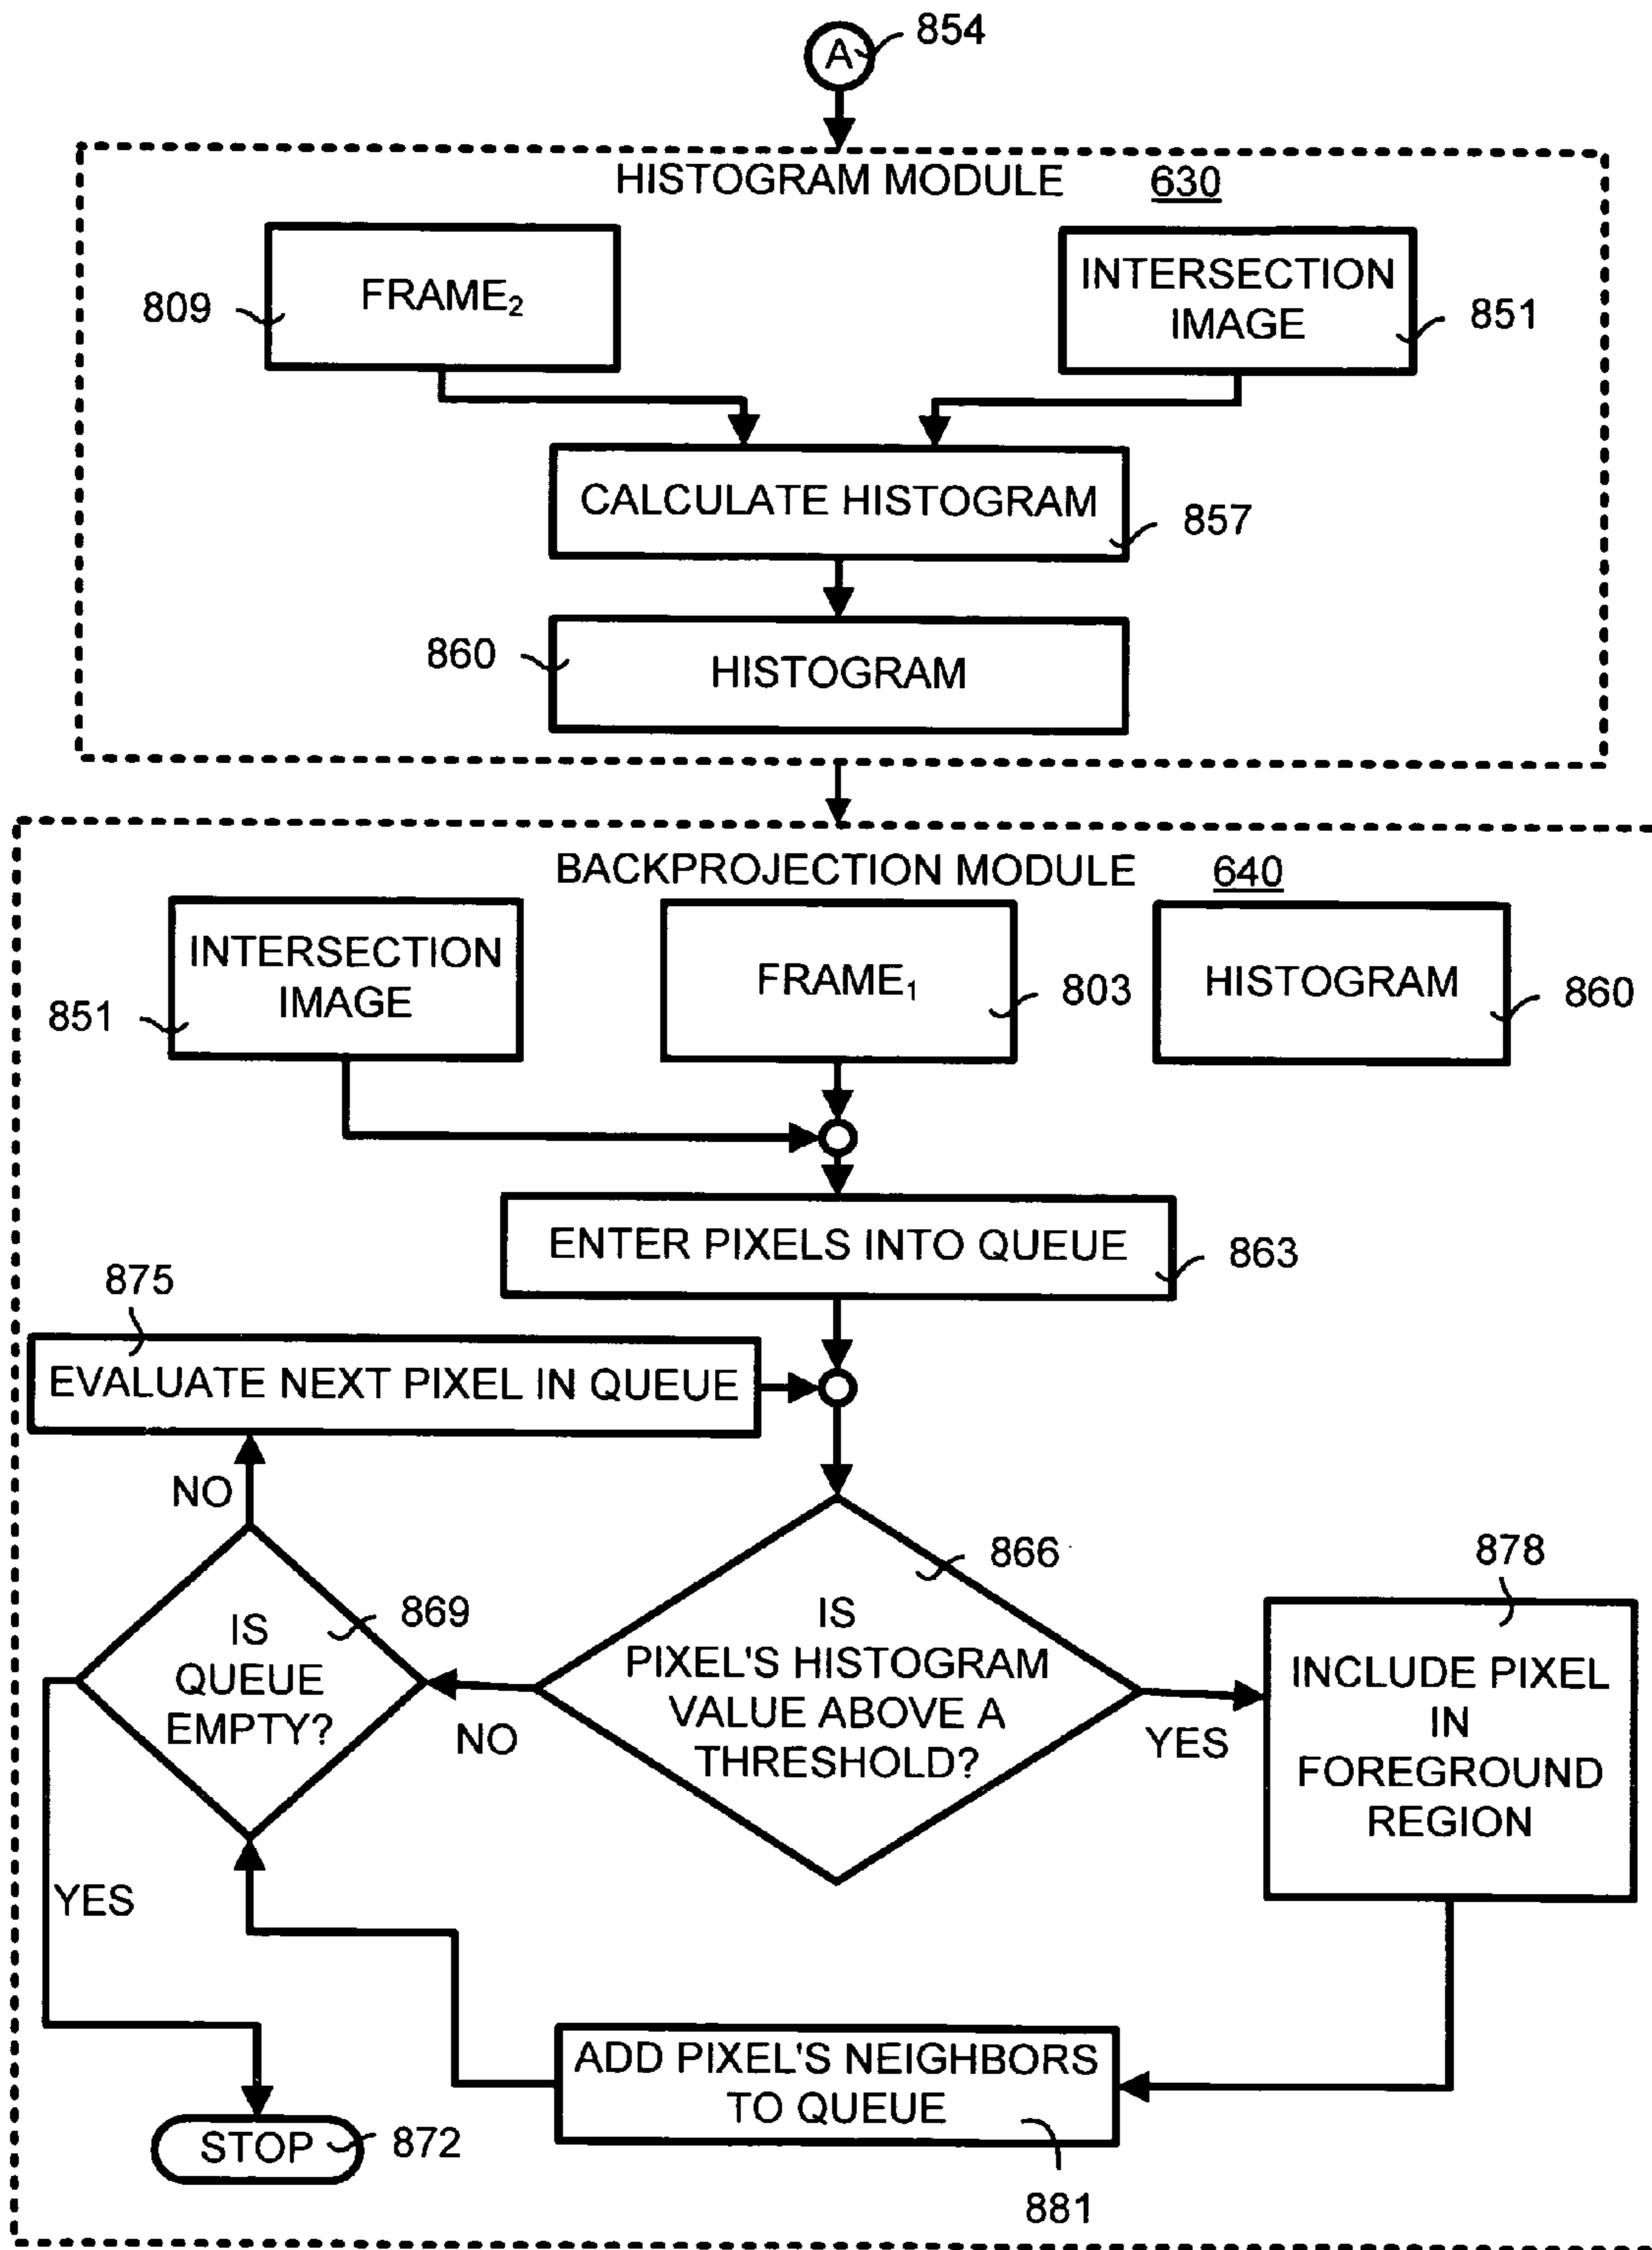 A
854
HISTOGRAM MODULE 630
FRAME₂
809
INTERSECTION
IMAGE
851
CALCULATE HISTOGRAM
857
860
HISTOGRAM
BACKPROJECTION MODULE 640
INTERSECTION
IMAGE
851
FRAME₁
803
HISTOGRAM
860
ENTER PIXELS INTO QUEUE
863
875
EVALUATE NEXT PIXEL IN QUEUE
NO
866
IS
PIXEL'S HISTOGRAM
VALUE ABOVE A
THRESHOLD?
869
IS
QUEUE
EMPTY?
NO
YES
878
INCLUDE PIXEL
IN
FOREGROUND
REGION
YES
ADD PIXEL'S NEIGHBORS
TO QUEUE
881
STOP
872